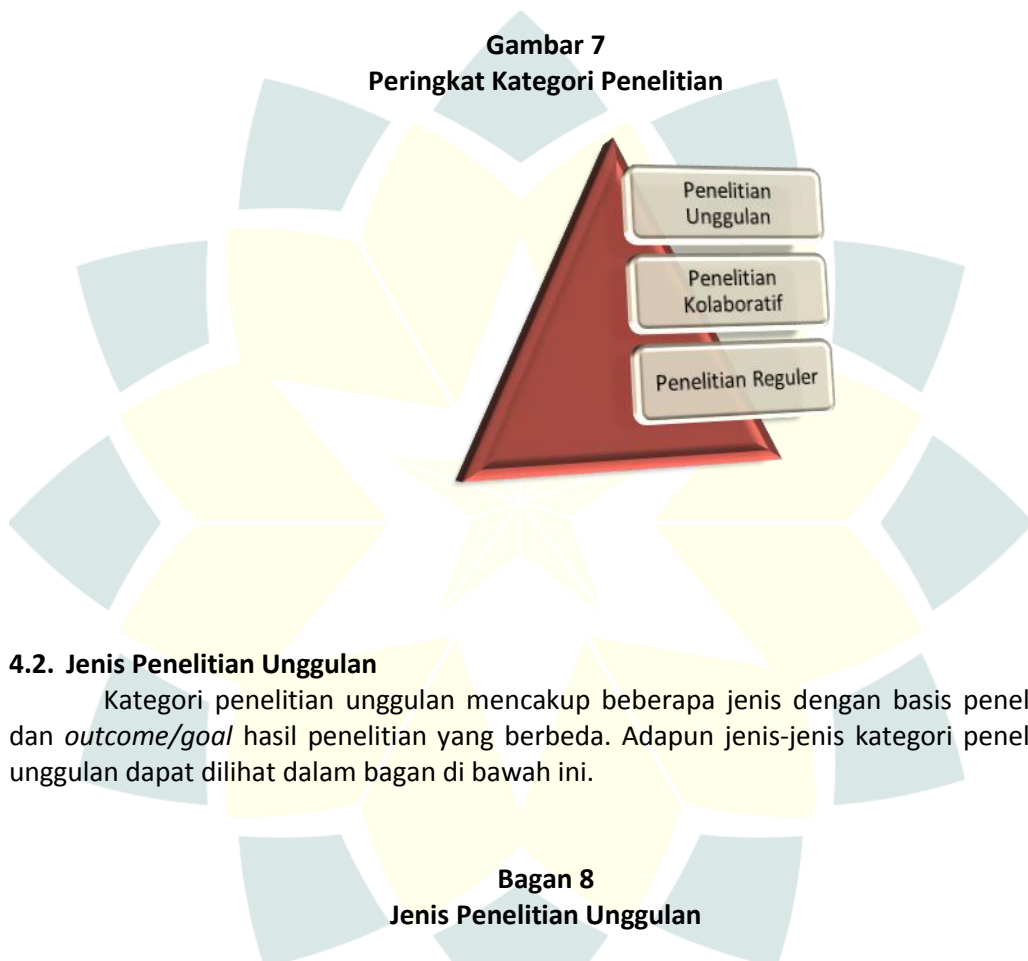 Gambar 7
Peringkat Kategori Penelitian
Penelitian
Unggulan
Penelitian
Kolaboratif
Penelitian Reguler
4.2. Jenis Penelitian Unggulan
Kategori penelitian unggulan mencakup beberapa jenis dengan basis penel
dan outcome/goal hasil penelitian yang berbeda. Adapun jenis-jenis kategori penel
unggulan dapat dilihat dalam bagan di bawah ini.
Bagan 8
Jenis Penelitian Unggulan